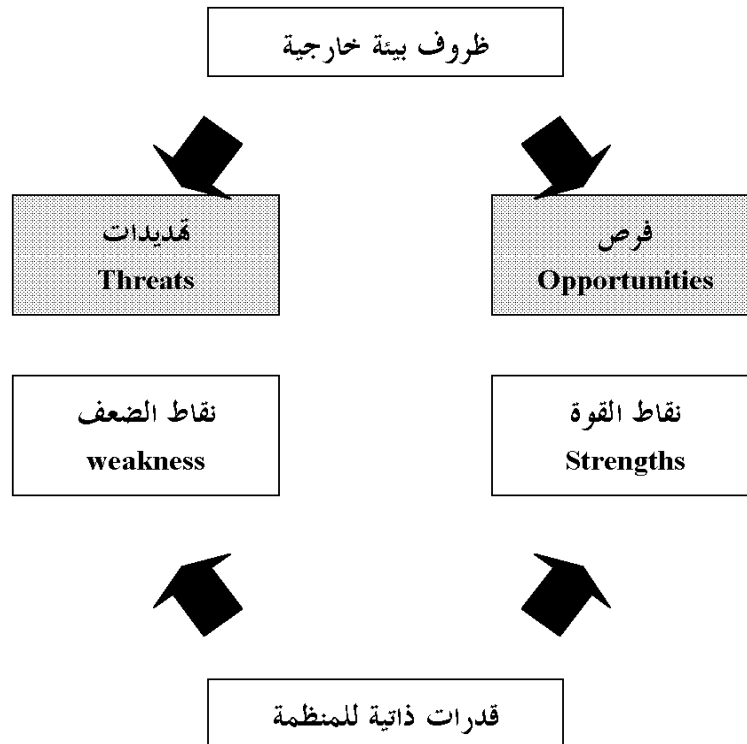 ظروف بيئة خارجية
فرص
Opportunities
تهديدات
Threats
نقاط القوة
Strengths
نقاط الضعف
weakness
قدرات ذاتية للمنظمة